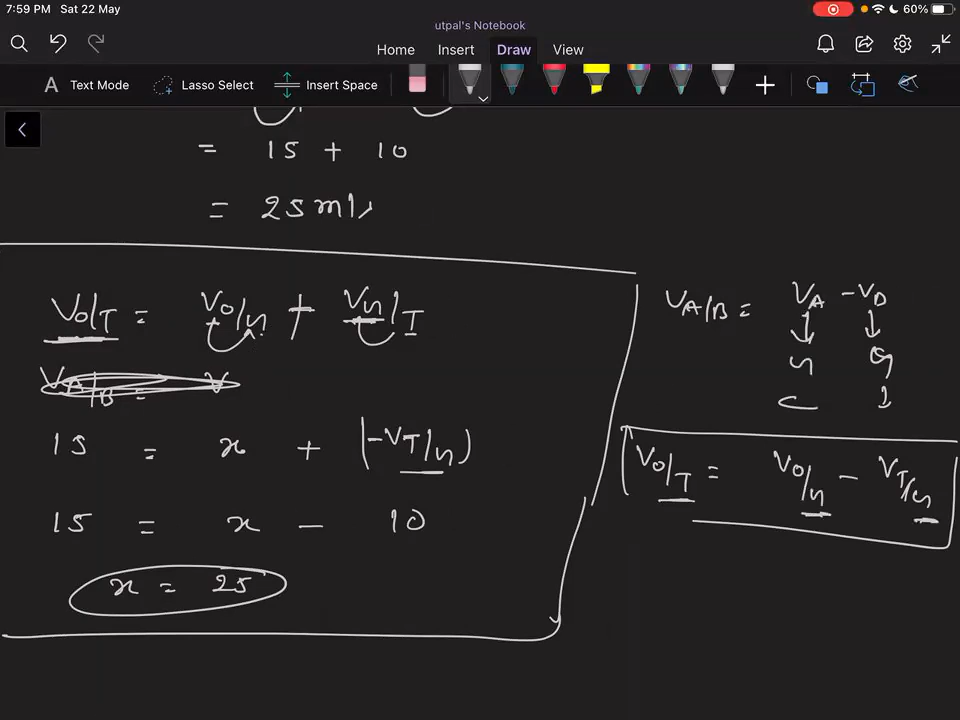 7:59 PM Sat 22 May
60%
utpal's Notebook
Home Insert Draw View
A Text Mode Lasso Select Insert Space
= 15 + 10
= 25 m/s
VO/T = VO/G + VG/T
15 = x + (-VT/G)
15 = x - 10
x = 25
VA/B = VA - VB
G G
VO/T = VO/G - VT/G